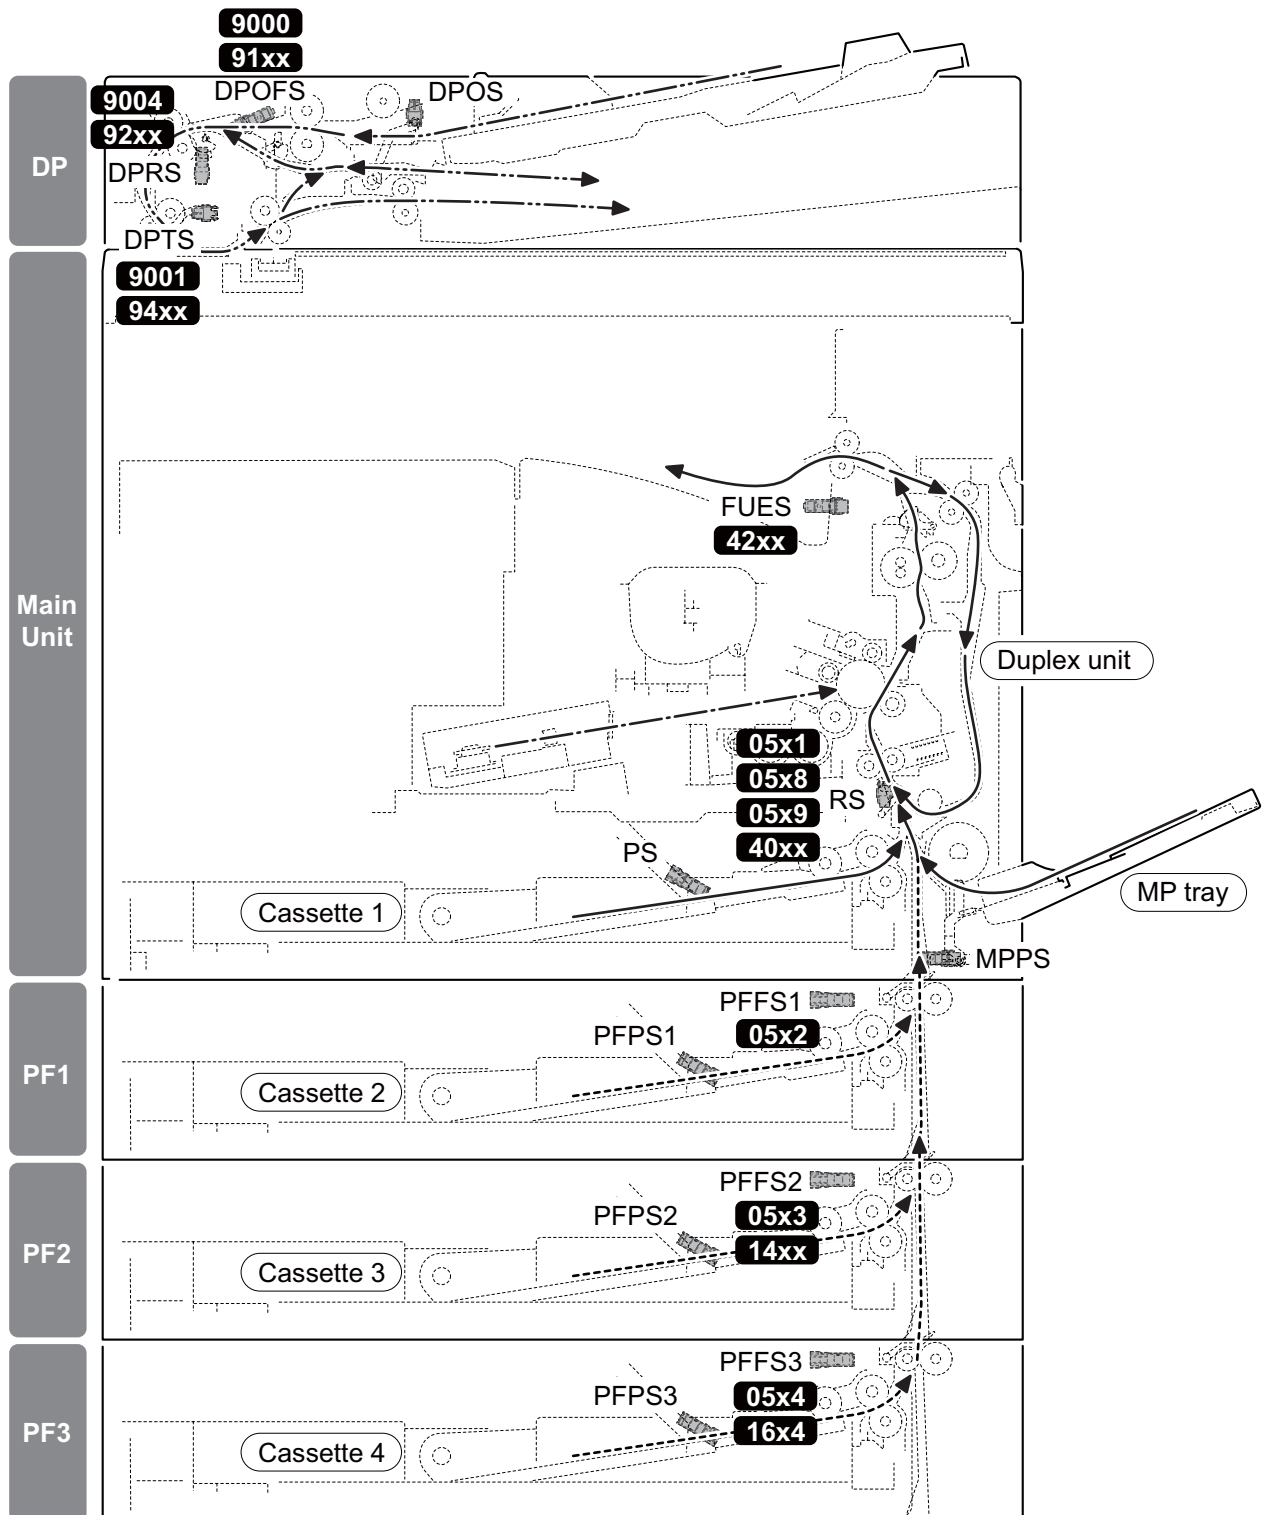 9000
91xx
DPOFS
DPOS
9004
92xx
DP
DPRS
DPTS
9001
94xx
FUES
42xx
Main
Unit
Duplex unit
05x1
05x8
RS
05x9
40xx
PS
MP tray
Cassette 1
MPPS
PFFS1
PFPS1
05x2
PF1
Cassette 2
PFFS2
PFPS2
05x3
14xx
PF2
Cassette 3
PFFS3
PFPS3
05x4
16x4
PF3
Cassette 4